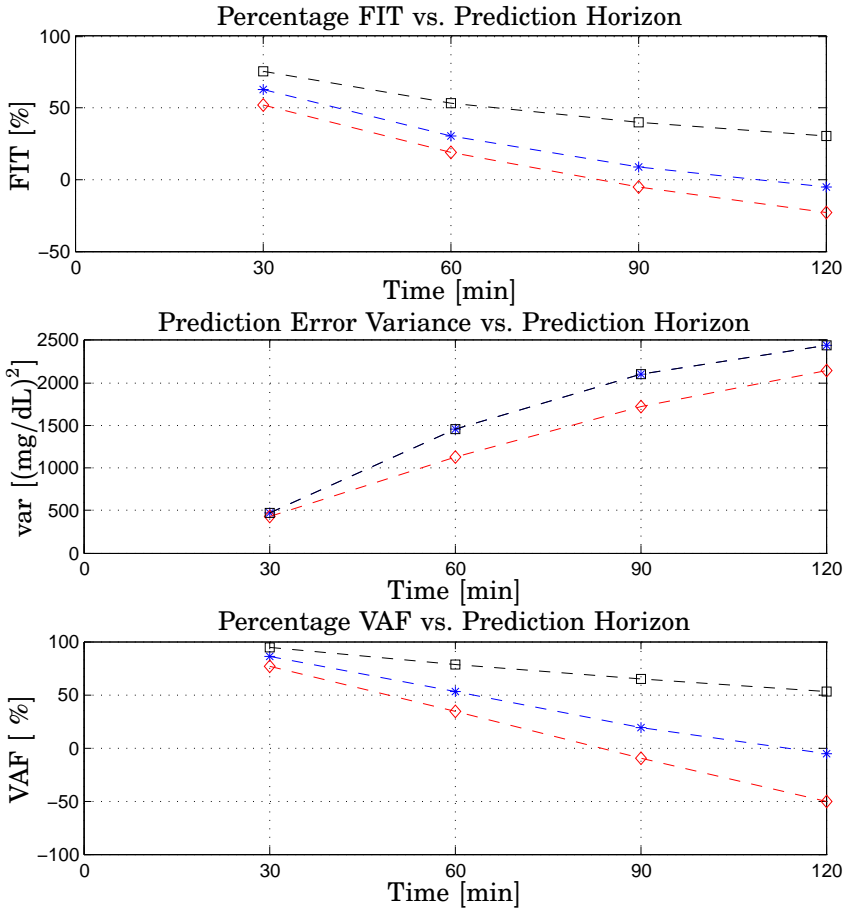 Percentage FIT vs. Prediction Horizon
100
50
0
−50
FIT [%]
0 30 60 90 120
Time [min]
Prediction Error Variance vs. Prediction Horizon
2500
2000
1500
1000
500
0
var [(mg/dL)²]
0 30 60 90 120
Time [min]
Percentage VAF vs. Prediction Horizon
100
50
0
−50
−100
VAF [ %]
0 30 60 90 120
Time [min]